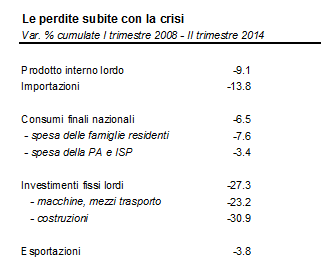 Le perdite subite con la crisi
Var. % cumulate I trimestre 2008 - II trimestre 2014
Prodotto interno lordo -9.1
Importazioni -13.8
Consumi finali nazionali -6.5
- spesa delle famiglie residenti -7.6
- spesa della PA e ISP -3.4
Investimenti fissi lordi -27.3
- macchine, mezzi trasporto -23.2
- costruzioni -30.9
Esportazioni -3.8